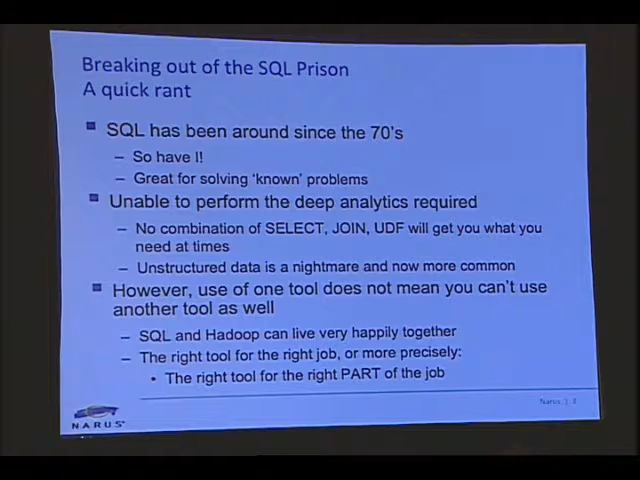 Breaking out of the SQL Prison
A quick rant
SQL has been around since the 70's
– So have I!
– Great for solving 'known' problems
Unable to perform the deep analytics required
– No combination of SELECT, JOIN, UDF will get you what you
need at times
– Unstructured data is a nightmare and now more common
However, use of one tool does not mean you can't use
another tool as well
– SQL and Hadoop can live very happily together
– The right tool for the right job, or more precisely:
• The right tool for the right PART of the job
Narus |
NARUS